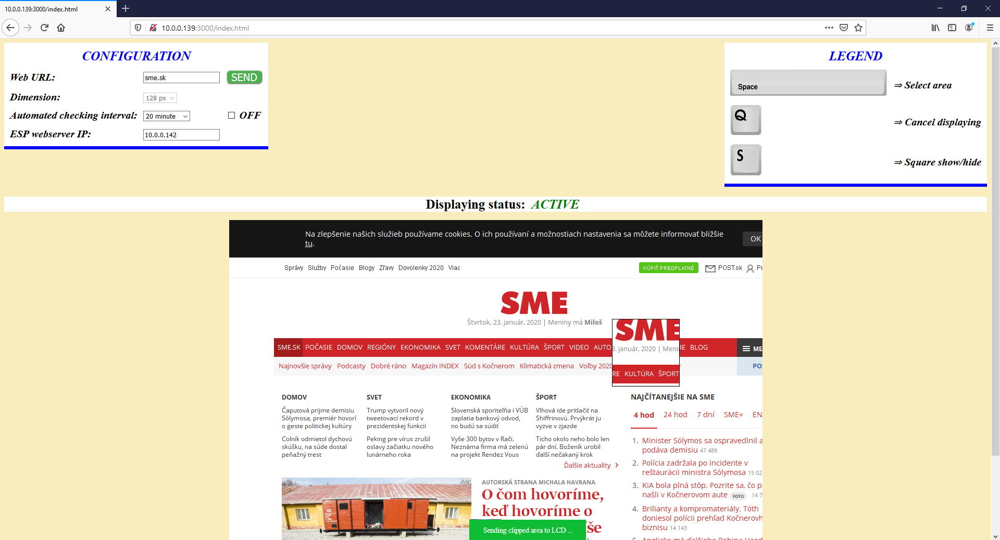 10.0.0.139:3000/index.html
10.0.0.139:3000/index.html
CONFIGURATION
Web URL: sme.sk SEND
Dimension: 128 px
Automated checking interval: 20 minute OFF
ESP webserver IP: 10.0.0.142
LEGEND
Space ⇒ Select area
Q ⇒ Cancel displaying
S ⇒ Square show/hide
Displaying status: ACTIVE
Na zlepšenie našich služieb používame cookies. O ich používaní a možnostiach nastavenia sa môžete informovať bližšie
tu.
OK
Správy Služby Počasie Blogy Zľavy Dovolenky 2020 Viac
KÚPIŤ PREDPLATNÉ POST.sk Pr
SME
Štvrtok, 23. január, 2020 | Meniny má Miloš
SME.SK POČASIE DOMOV REGIÓNY EKONOMIKA SVET KOMENTÁRE KULTÚRA ŠPORT VIDEO AUTO IE BLOG
ME
Najnovšie správy Podcasty Dobré ráno Magazín INDEX Súd s Kočnerom Klimatická zmena Voľby 2020
PO
SME
3. január, 2020 | Meni
RE KULTÚRA ŠPORT
DOMOV
Čaputová prijme demisiu
Sólymosa, premiér hovorí
o geste politickej kultúry
Colník odmietol dychovú
skúšku, na súde dostal
peňažný trest
SVET
Trump vytvoril nový
tweetovací rekord v
prezidentskej funkcii
Peking pre vírus zrušil
oslavy začiatku nového
lunárneho roka
EKONOMIKA
Slovenská sporiteľňa i VÚB
zaplatia bankový odvod,
no budú sa súdiť
Vyše 300 bytov v Rači.
Neznáma firma má zelenú
na projekt Rendez Vous
ŠPORT
Vlhová ide pritlačiť na
Shiffrinovú. Prvýkrát ju
vyzve v zjazde
Ticho okolo neho bolo len
pár dní. Boženík urobil
ďalší nečakaný krok
Ďalšie aktuality
NAJČÍTANEJŠIE NA SME
4 hod 24 hod 7 dní SME+ EN
1. Minister Sólymos sa ospravedlnil a
podáva demisiu 47 489
2. Polícia zadržala po incidente v
reštaurácii ministra Sólymosa 15 02
3. KIA bola plná stôp. Pozrite sa, čo p
našli v Kočnerovom aute FOTO 14 7
4. Brilianty a kompromateriály. Tóth
doniesol polícii prehľad Kočnerovh
biznisu 14 143
AUTORSKÁ STRANA MICHALA HAVRANA
O čom hovoríme,
keď hovoríme o
íše
Sending clipped area to LCD ...